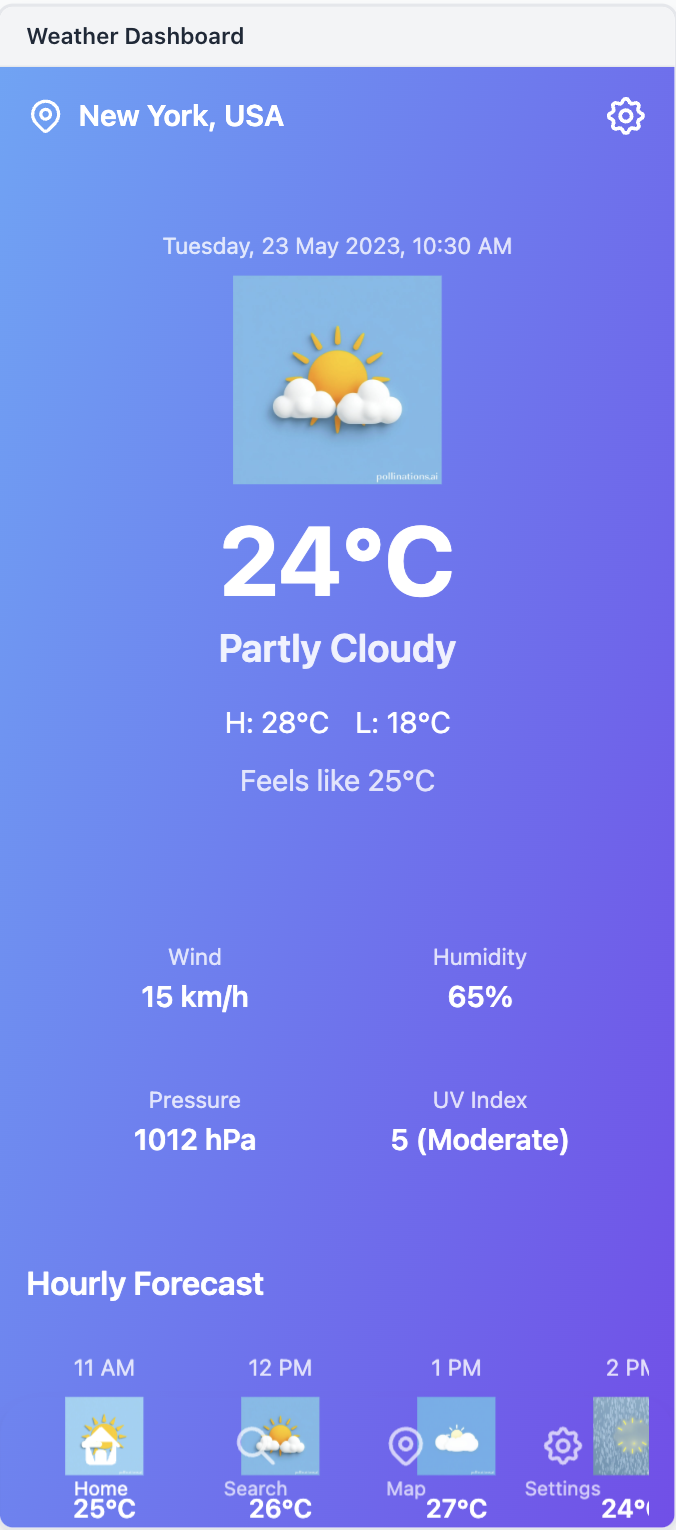 Weather Dashboard
New York, USA
Tuesday, 23 May 2023, 10:30 AM
pollinations.ai
24°C
Partly Cloudy
H: 28°C L: 18°C
Feels like 25°C
Wind Humidity
15 km/h 65%
Pressure UV Index
1012 hPa 5 (Moderate)
Hourly Forecast
11 AM 12 PM 1 PM 2 PM
Home Search Map Settings
25°C 26°C 27°C 24°